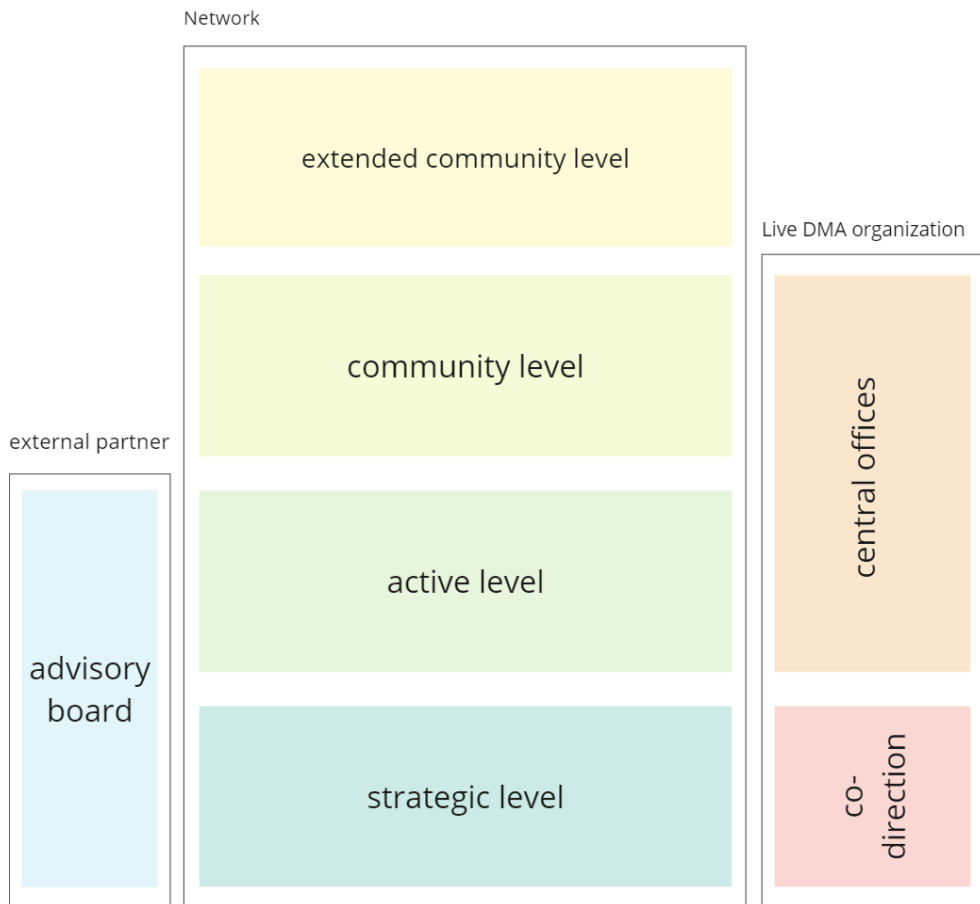 Network
extended community level
Live DMA organization
community level
central offices
external partner
active level
advisory
board
strategic level
co-
direction